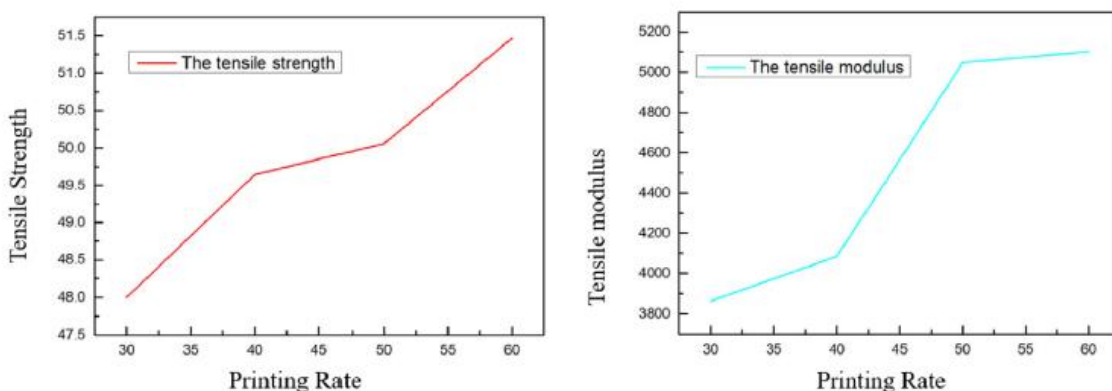 51.5
51.0
50.5
50.0
49.5
49.0
48.5
48.0
47.5
Tensile Strength
The tensile strength
30 35 40 45 50 55 60
Printing Rate
5200
5000
4800
4600
4400
4200
4000
3800
Tensile modulus
The tensile modulus
30 35 40 45 50 55 60
Printing Rate